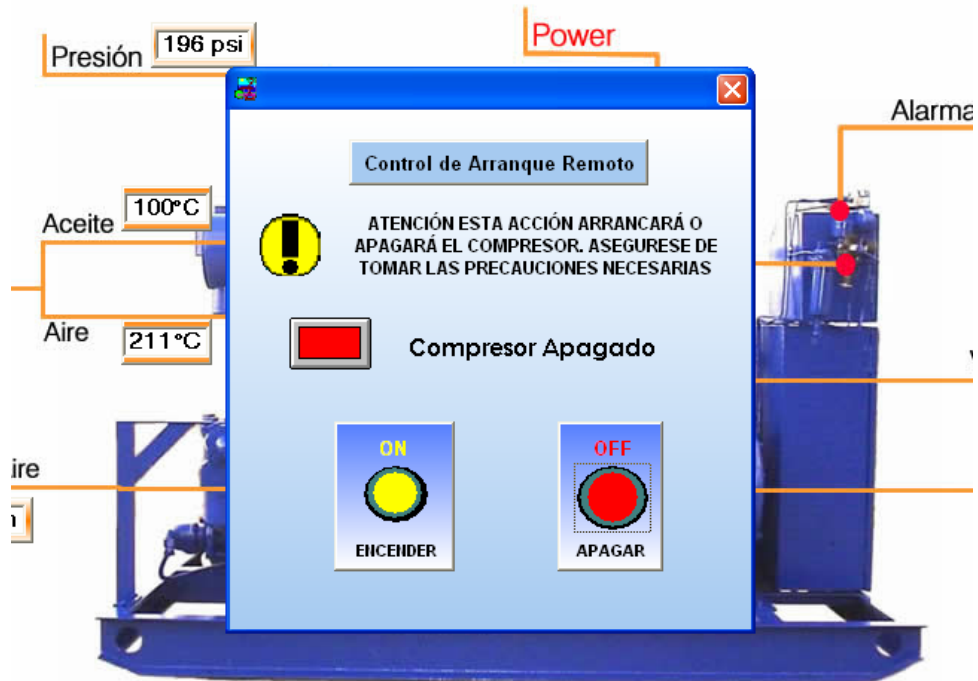 Presión
196 psi
Power
Alarma
Control de Arranque Remoto
Aceite
100°C
ATENCIÓN ESTA ACCIÓN ARRANCARÁ O
APAGARÁ EL COMPRESOR. ASEGURESE DE
TOMAR LAS PRECAUCIONES NECESARIAS
Aire
211°C
Compresor Apagado
ON
OFF
ire
ENCENDER
APAGAR